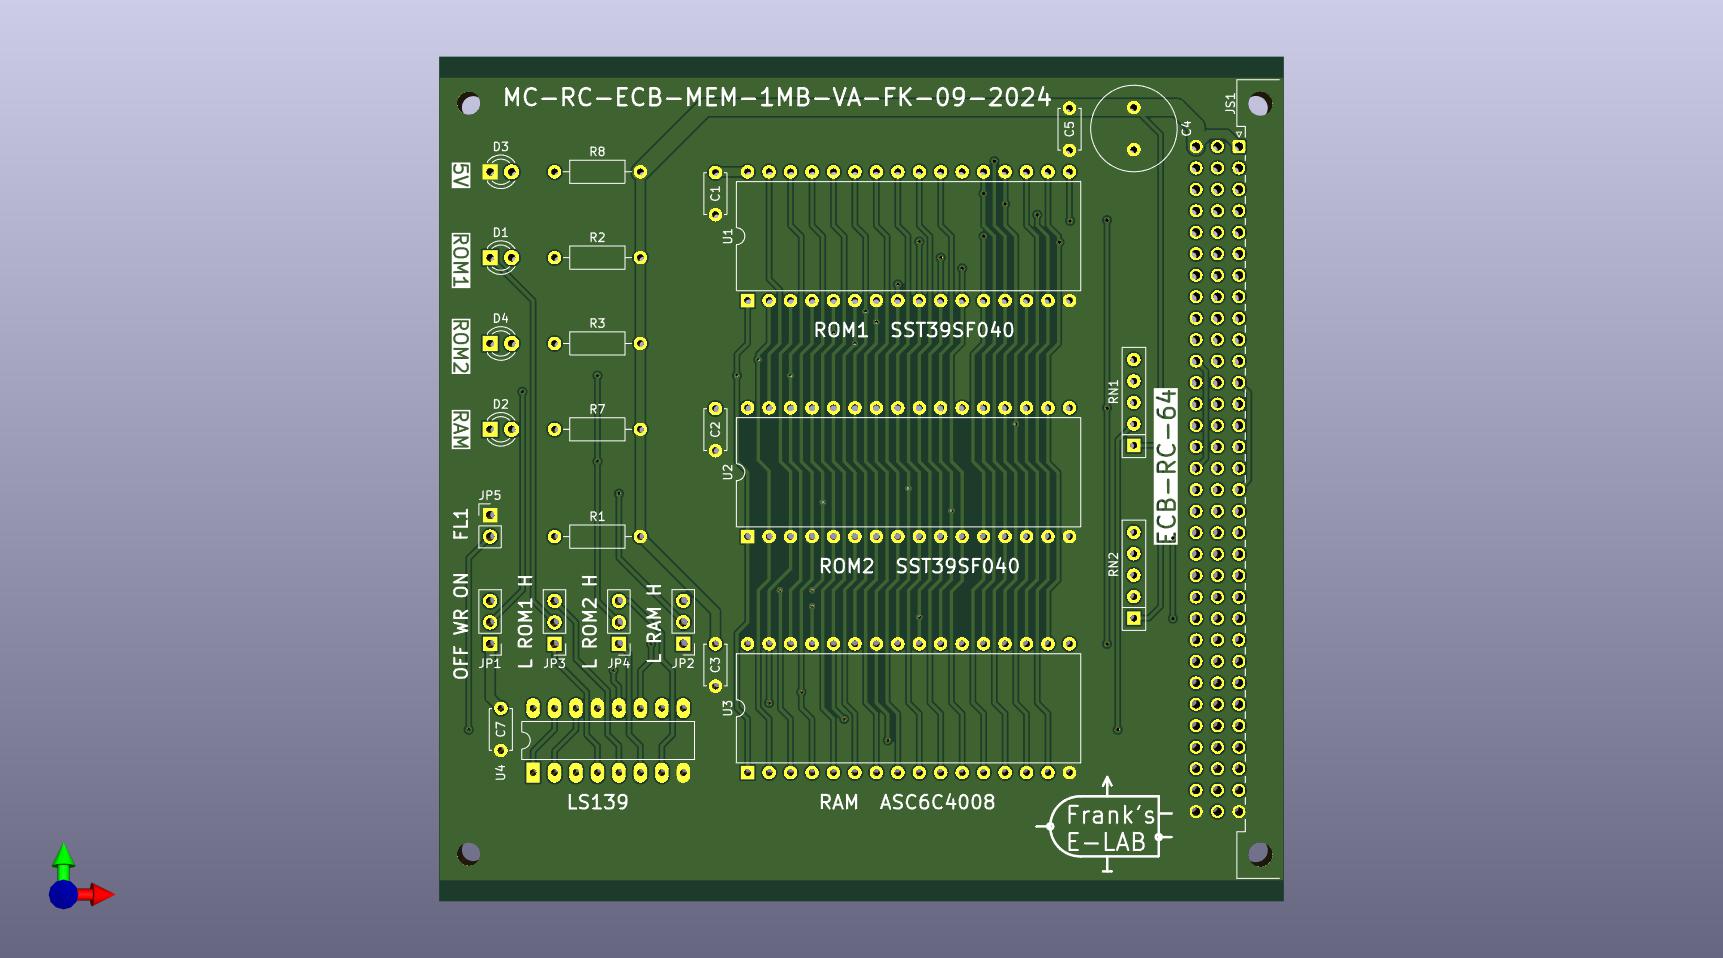 MC-RC-ECB-MEM-1MB-VA-FK-09-2024
JS1
C5
C4
D3
R8
5V
C1
D1
R2
ROM1
U1
D4
R3
ROM2
ROM1 SST39SF040
D2
R7
RAM
C2
RN1
U2
ECB-RC-64
JP5
FL1
R1
RN2
ROM2 SST39SF040
OFF WR ON
L ROM1 H
L ROM2 H
L RAM H
JP1
JP3
JP4
JP2
C3
U3
C7
U4
LS139
RAM ASC6C4008
Frank's
E-LAB